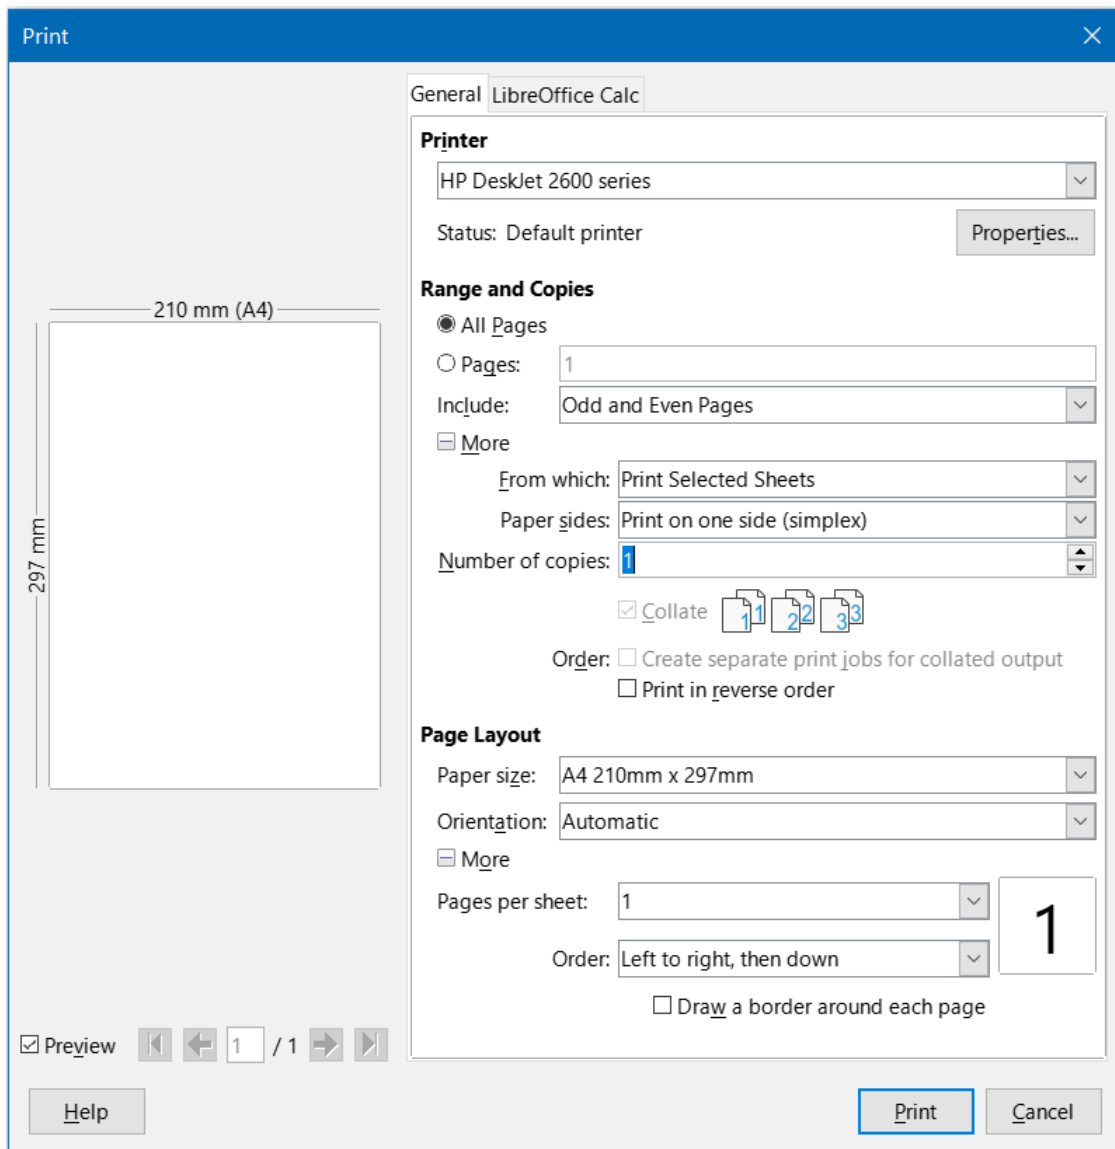 Print
General LibreOffice Calc
Printer
HP DeskJet 2600 series
Status: Default printer Properties...
Range and Copies
All Pages
Pages: 1
Include: Odd and Even Pages
More
From which: Print Selected Sheets
Paper sides: Print on one side (simplex)
Number of copies: 1
Collate 1 1 2 2 3 3
Order: Create separate print jobs for collated output
Print in reverse order
Page Layout
Paper size: A4 210mm x 297mm
Orientation: Automatic
More
Pages per sheet: 1
1
Order: Left to right, then down
Draw a border around each page
210 mm (A4)
297 mm
Preview 1 / 1
Help Print Cancel